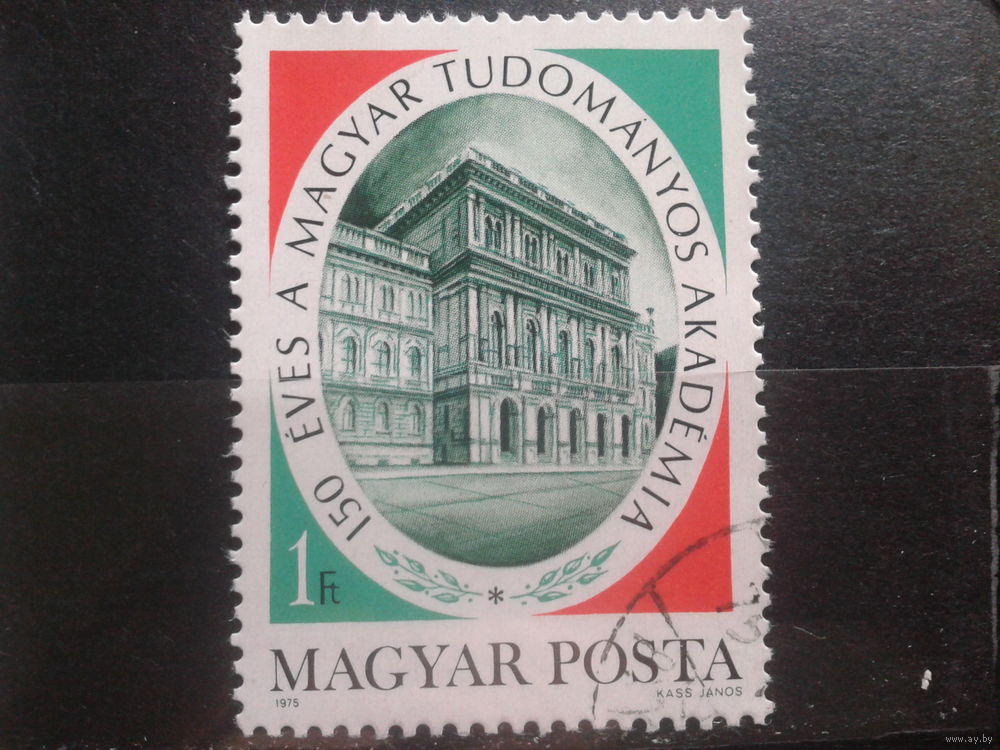 150 ÉVES A MAGYAR TUDOMÁNYOS AKADÉMIA
1 Ft
*
MAGYAR POSTA
1975
KASS JÁNOS
www.ay.by